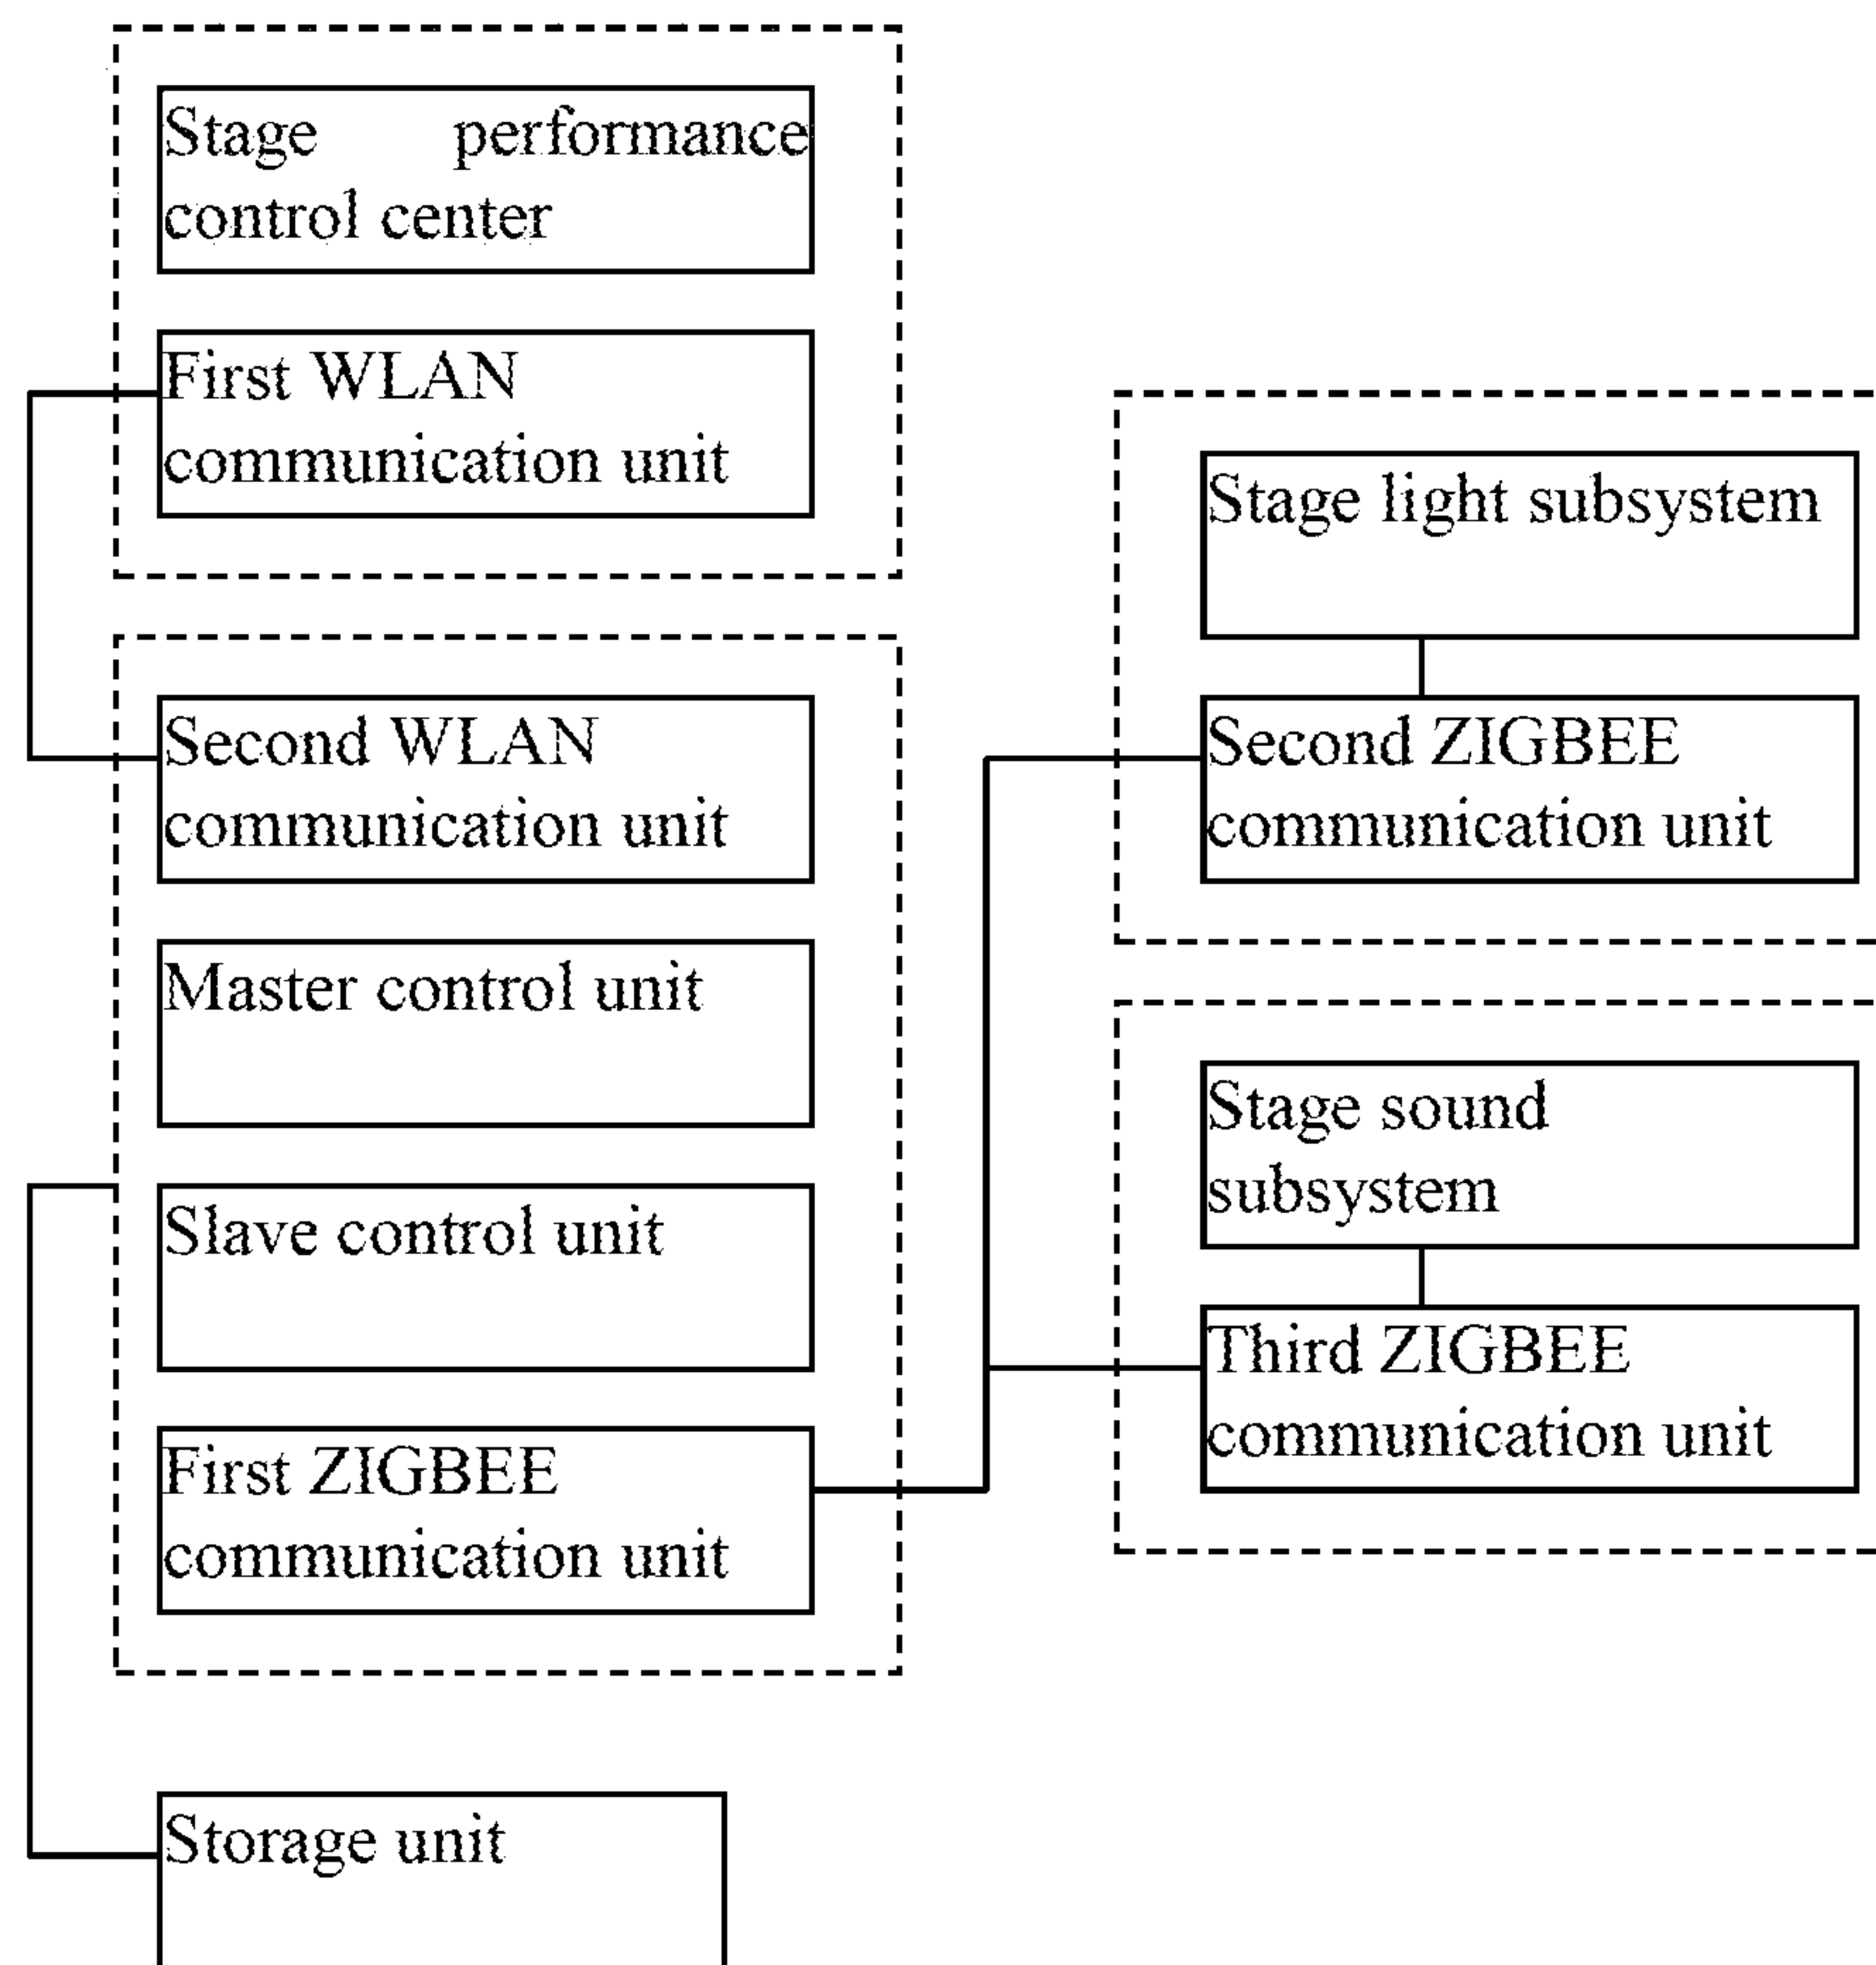 Stage performance
control center
First WLAN
communication unit
Second WLAN
communication unit
Master control unit
Slave control unit
First ZIGBEE
communication unit
Storage unit
Stage light subsystem
Second ZIGBEE
communication unit
Stage sound
subsystem
Third ZIGBEE
communication unit